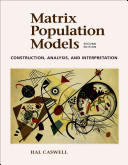 Matrix
Population
Models
SECOND
EDITION
CONSTRUCTION, ANALYSIS, AND INTERPRETATION
HAL CASWELL